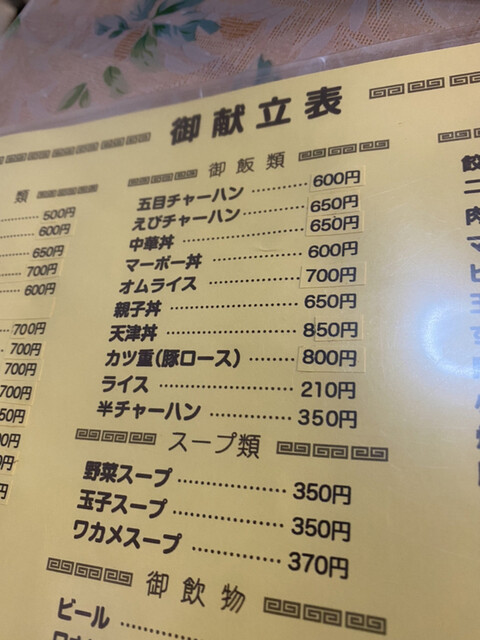 御献立表
類
500円
600円
650円
700円
600円
700円
700円
700円
700円
御飯類
五目チャーハン 600円
えびチャーハン 650円
中華丼 650円
マーボー丼 600円
オムライス 700円
親子丼 650円
天津丼 850円
カツ重(豚ロース) 800円
ライス 210円
半チャーハン 350円
スープ類
野菜スープ 350円
玉子スープ 350円
ワカメスープ 370円
御飲物
ビール
餃
ニ
肉
マ